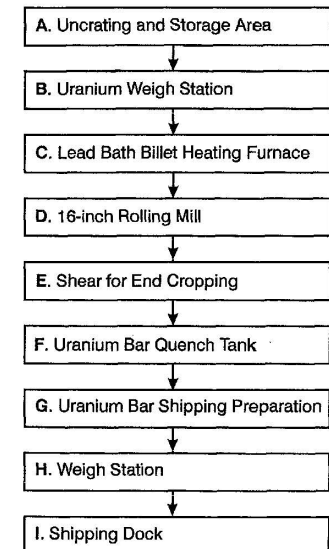 A. Uncrating and Storage Area
B. Uranium Weigh Station
C. Lead Bath Billet Heating Furnace
D. 16-inch Rolling Mill
E. Shear for End Cropping
F. Uranium Bar Quench Tank
G. Uranium Bar Shipping Preparation
H. Weigh Station
I. Shipping Dock